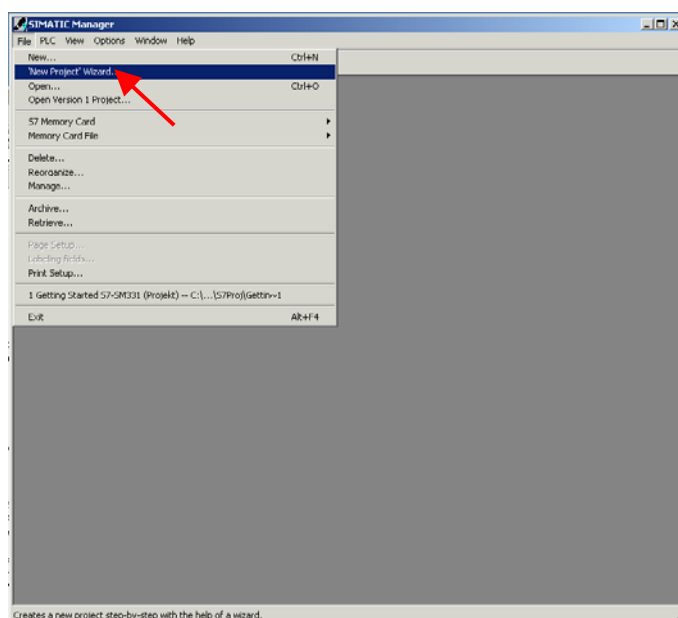 SIMATIC Manager
File PLC View Options Window Help
New... Ctrl+N
'New Project' Wizard...
Open... Ctrl+O
Open Version 1 Project...
S7 Memory Card
Memory Card File
Delete...
Reorganize...
Manage...
Archive...
Retrieve...
Page Setup...
Labeling fields...
Print Setup...
1 Getting Started S7-SM331 (Projekt) -- C:\...\S7Proj\Gettin~1
Exit Alt+F4
Creates a new project step-by-step with the help of a wizard.